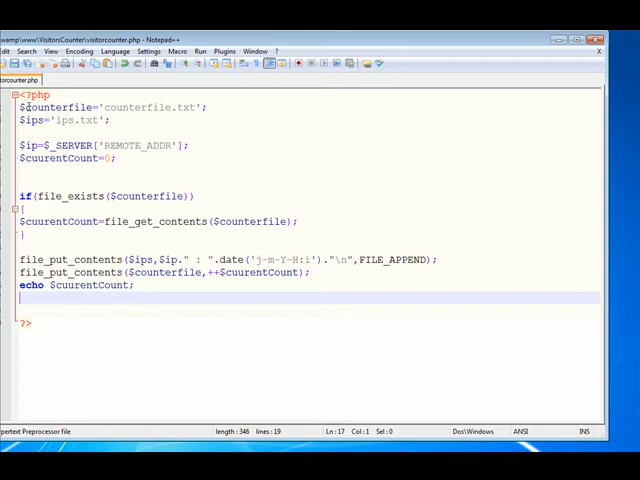 wamp\www\VisitorsCounter\visitorcounter.php - Notepad++
Edit Search View Encoding Language Settings Macro Run Plugins Window ?
torcounter.php
<?php
$counterfile='counterfile.txt';
$ips='ips.txt';
$ip=$_SERVER['REMOTE_ADDR'];
$cuurentCount=0;
if(file_exists($counterfile))
{
$cuurentCount=file_get_contents($counterfile);
}
file_put_contents($ips,$ip." : ".date('j-m-Y-H:i')."\n",FILE_APPEND);
file_put_contents($counterfile,++$cuurentCount);
echo $cuurentCount;
?>
pertext Preprocessor file length : 346 lines : 19 Ln : 17 Col : 1 Sel : 0 Dos\Windows ANSI INS